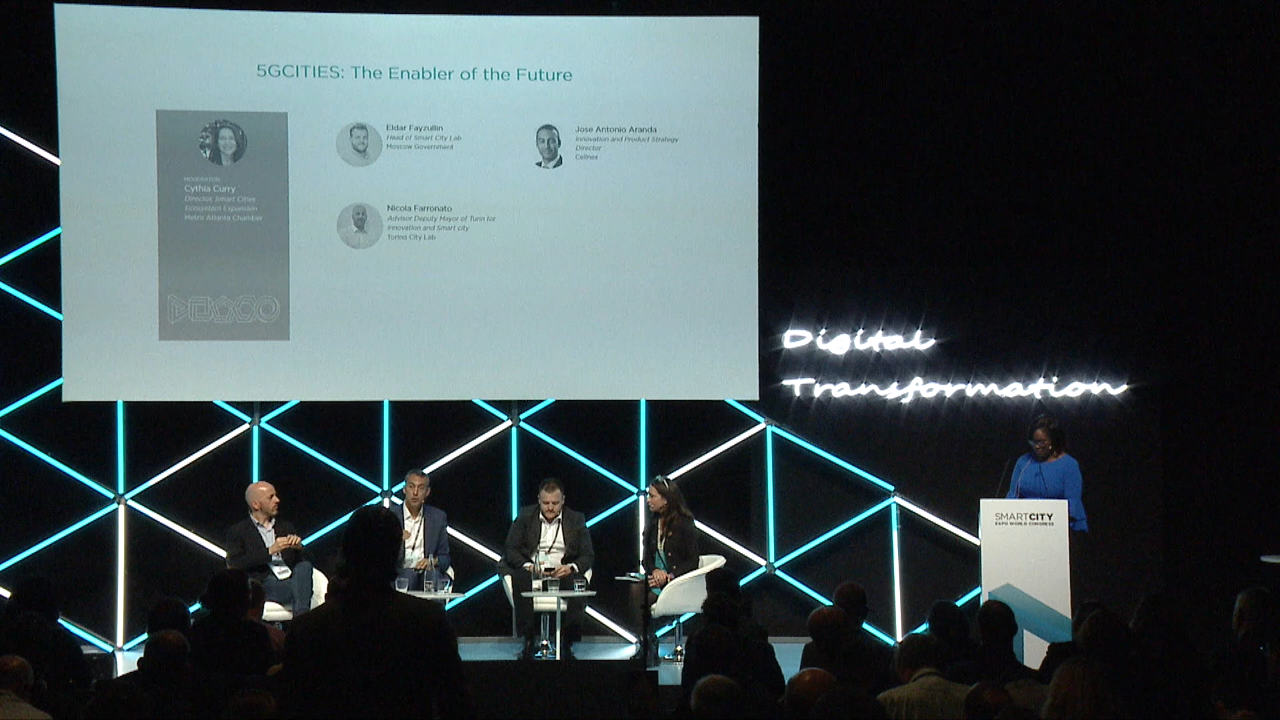 5GCITIES: The Enabler of the Future
MODERATOR:
Cythia Curry
Director, Smart Cities
Ecosystem Expansion
Metro Atlanta Chamber
Eldar Fayzullin
Head of Smart City Lab
Moscow Government
Jose Antonio Aranda
Innovation and Product Strategy
Director
Cellnex
Nicola Farronato
Advisor Deputy Mayor of Turin for
Innovation and Smart city
Torino City Lab
Digital
Transformation
SMARTCITY
EXPO WORLD CONGRESS